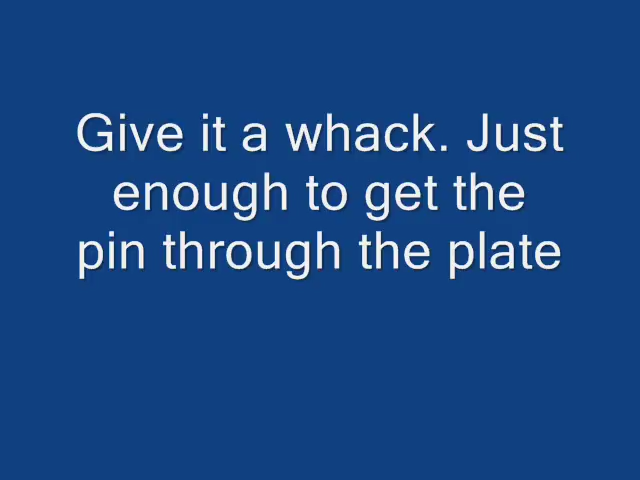 Give it a whack. Just
enough to get the
pin through the plate